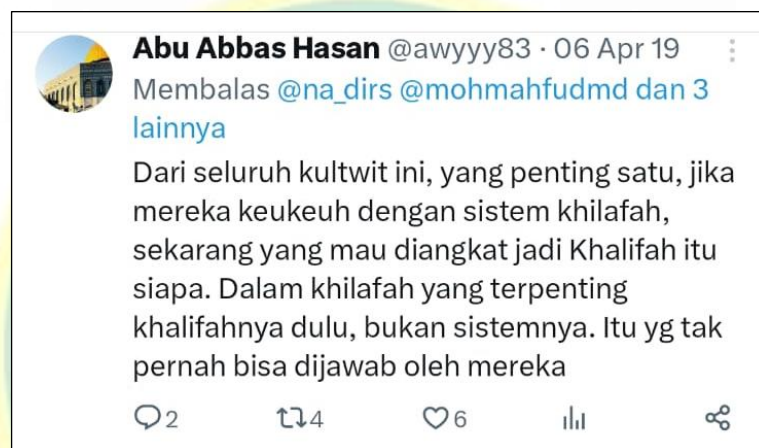 Abu Abbas Hasan @awyyy83 · 06 Apr 19
Membalas @na_dirs @mohmahfudmd dan 3
lainnya
Dari seluruh kultwit ini, yang penting satu, jika
mereka keukeuh dengan sistem khilafah,
sekarang yang mau diangkat jadi Khalifah itu
siapa. Dalam khilafah yang terpenting
khalifahnya dulu, bukan sistemnya. Itu yg tak
pernah bisa dijawab oleh mereka
2 4 6